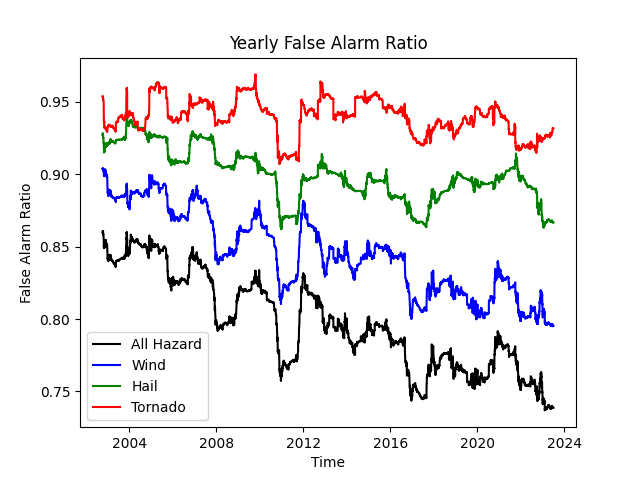 Yearly False Alarm Ratio
False Alarm Ratio
0.95
0.90
0.85
0.80
0.75
All Hazard
Wind
Hail
Tornado
2004 2008 2012 2016 2020 2024
Time